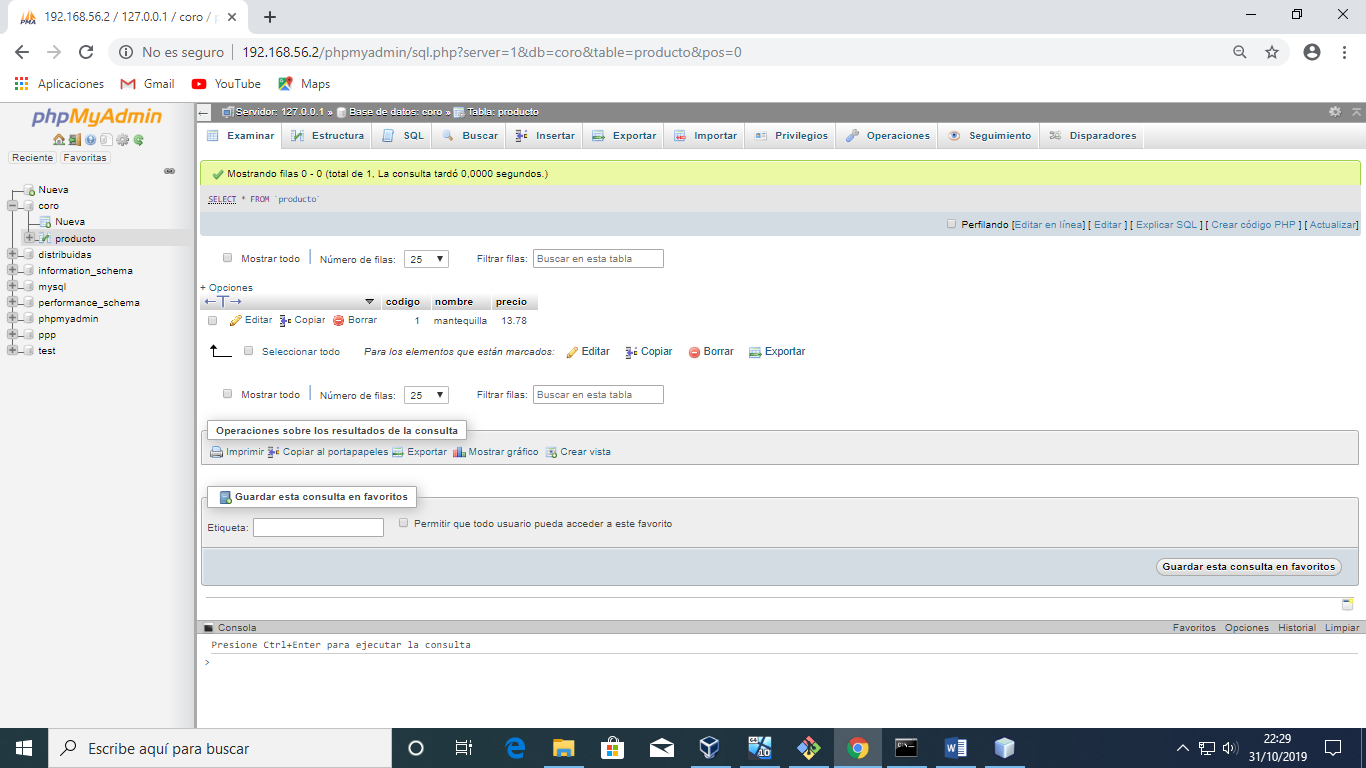 192.168.56.2 / 127.0.0.1 / coro / p
No es seguro 192.168.56.2/phpmyadmin/sql.php?server=1&db=coro&table=producto&pos=0
Aplicaciones Gmail YouTube Maps
phpMyAdmin
Reciente Favoritas
Nueva
coro
Nueva
producto
distribuidas
information_schema
mysql
performance_schema
phpmyadmin
ppp
test
Servidor: 127.0.0.1 » Base de datos: coro » Tabla: producto
Examinar Estructura SQL Buscar Insertar Exportar Importar Privilegios Operaciones Seguimiento Disparadores
Mostrando filas 0 - 0 (total de 1, La consulta tardó 0,0000 segundos.)
SELECT * FROM `producto`
Perfilando [Editar en línea] [ Editar ] [ Explicar SQL ] [ Crear código PHP ] [ Actualizar]
Mostrar todo Número de filas: 25 Filtrar filas: Buscar en esta tabla
+ Opciones
←T→ codigo nombre precio
Editar Copiar Borrar 1 mantequilla 13.78
Seleccionar todo Para los elementos que están marcados: Editar Copiar Borrar Exportar
Mostrar todo Número de filas: 25 Filtrar filas: Buscar en esta tabla
Operaciones sobre los resultados de la consulta
Imprimir Copiar al portapapeles Exportar Mostrar gráfico Crear vista
Guardar esta consulta en favoritos
Etiqueta: Permitir que todo usuario pueda acceder a este favorito
Guardar esta consulta en favoritos
Consola Favoritos Opciones Historial Limpiar
Presione Ctrl+Enter para ejecutar la consulta
>
Escribe aquí para buscar
22:29
31/10/2019